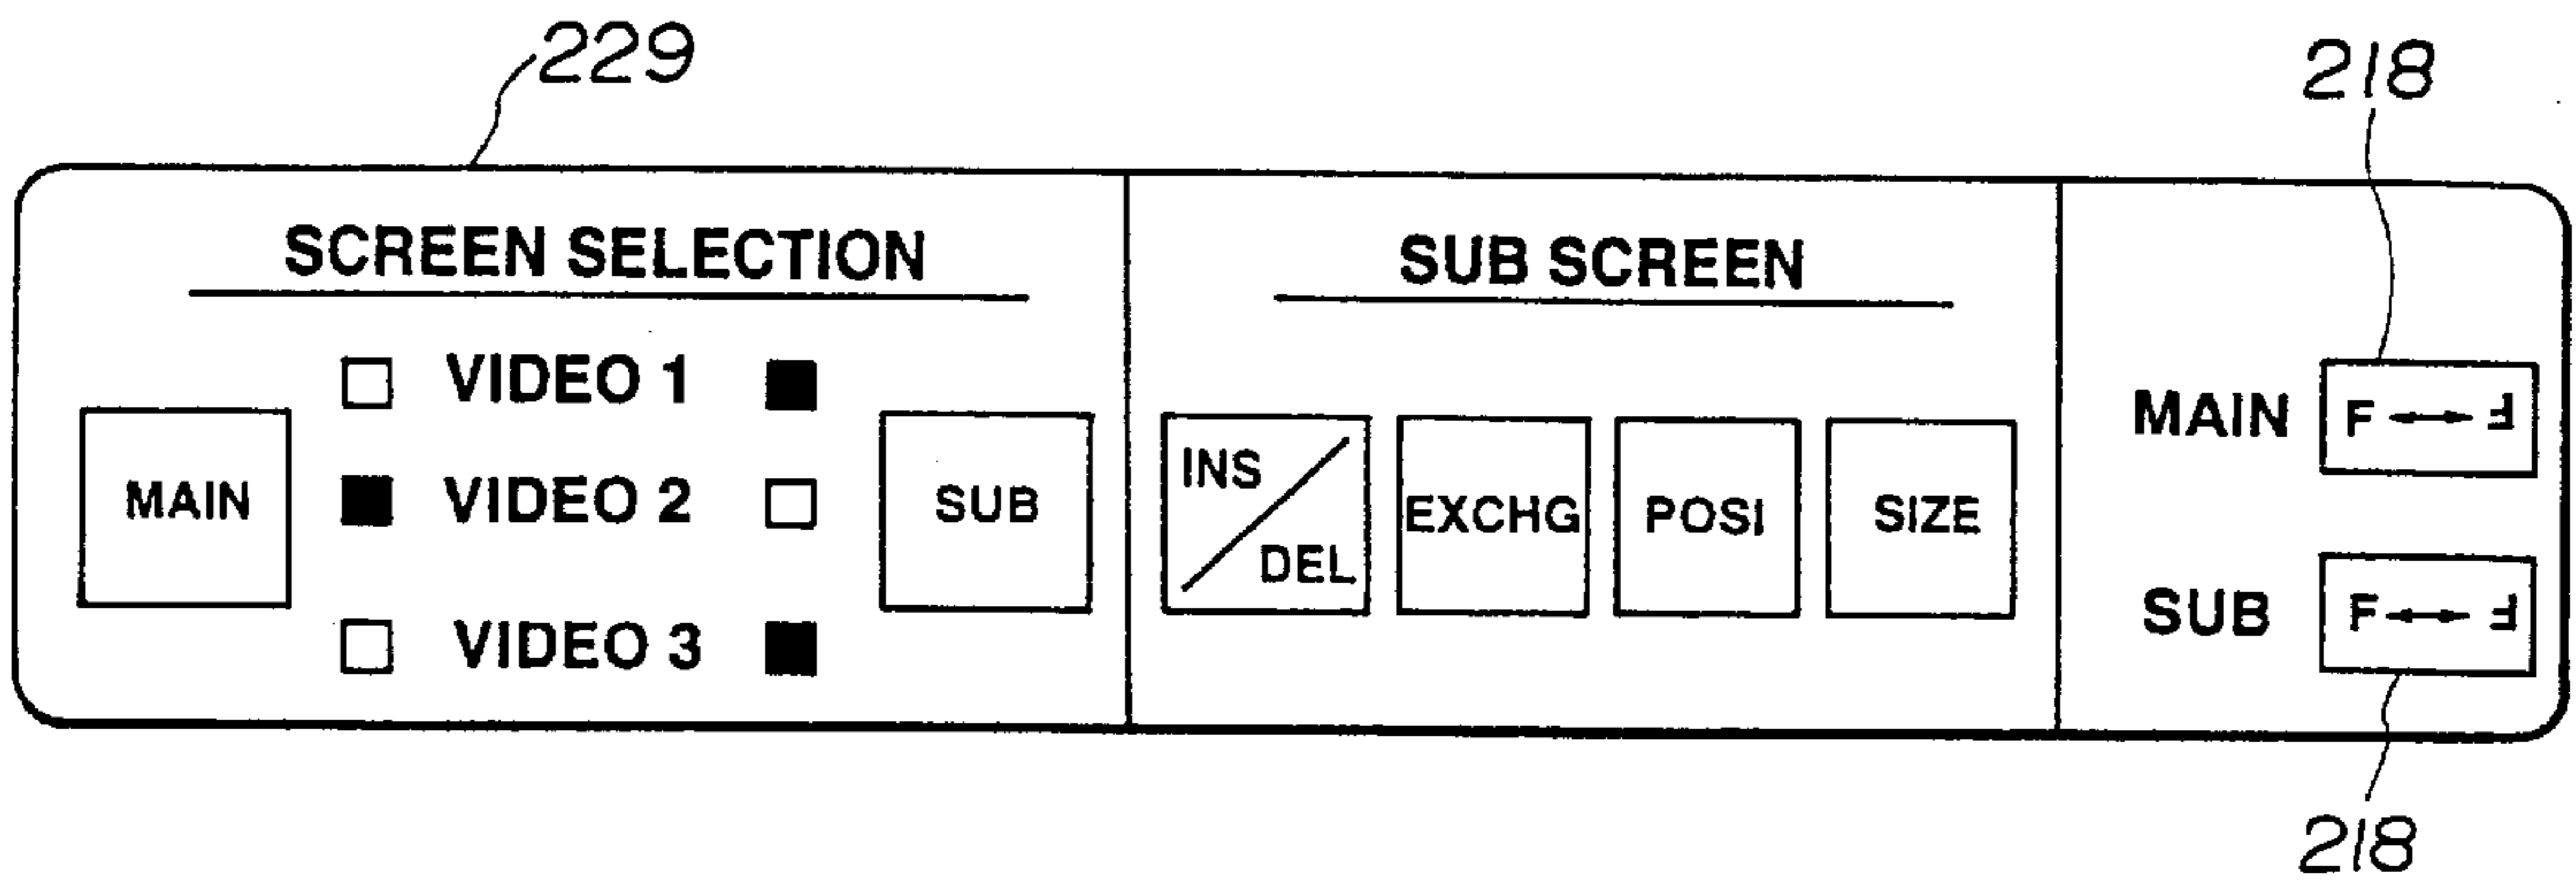 229
218
SCREEN SELECTION
MAIN
VIDEO 1
VIDEO 2
VIDEO 3
SUB
SUB SCREEN
INS/DEL
EXCHG
POSI
SIZE
MAIN
F ↔ Ⅎ
SUB
F ↔ Ⅎ
218